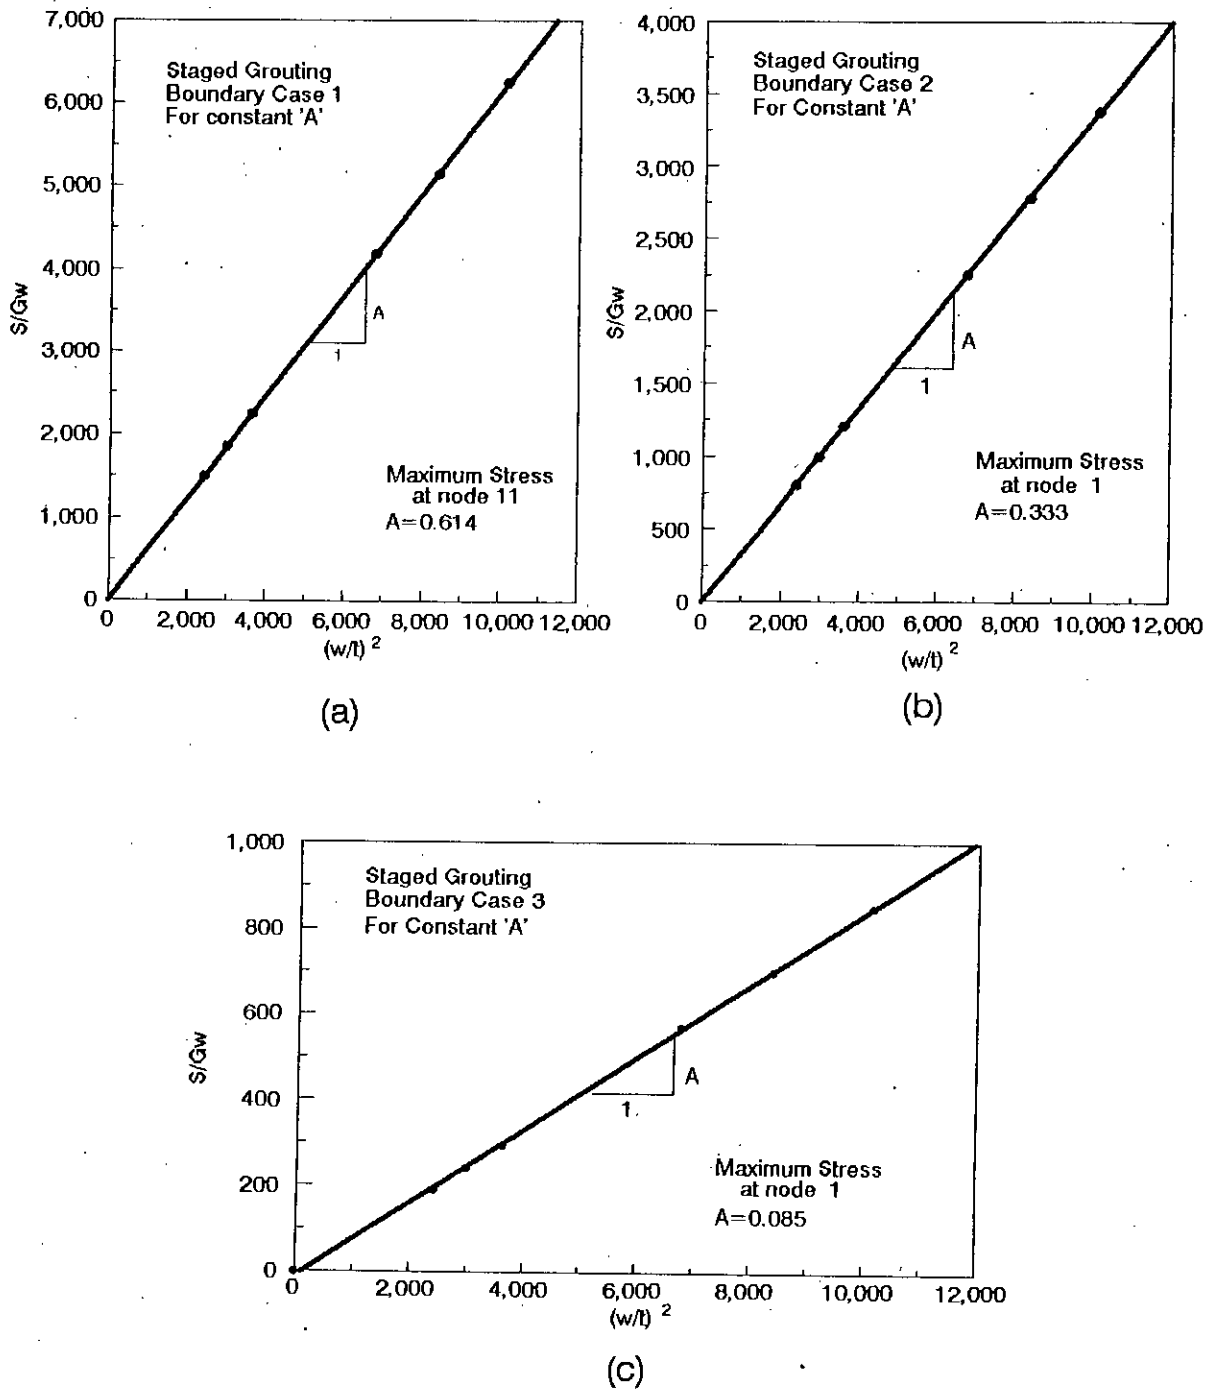 7,000
6,000
5,000
4,000
3,000
2,000
1,000
0
S/Gw
Staged Grouting
Boundary Case 1
For constant 'A'
A
1
Maximum Stress
at node 11
A=0.614
0 2,000 4,000 6,000 8,000 10,000 12,000
(w/t) 2
(a)
4,000
3,500
3,000
2,500
2,000
1,500
1,000
500
0
S/Gw
Staged Grouting
Boundary Case 2
For Constant 'A'
A
1
Maximum Stress
at node 1
A=0.333
0 2,000 4,000 6,000 8,000 10,000 12,000
(w/t) 2
(b)
1,000
800
600
400
200
0
S/Gw
Staged Grouting
Boundary Case 3
For Constant 'A'
A
1
Maximum Stress
at node 1
A=0.085
0 2,000 4,000 6,000 8,000 10,000 12,000
(w/t) 2
(c)